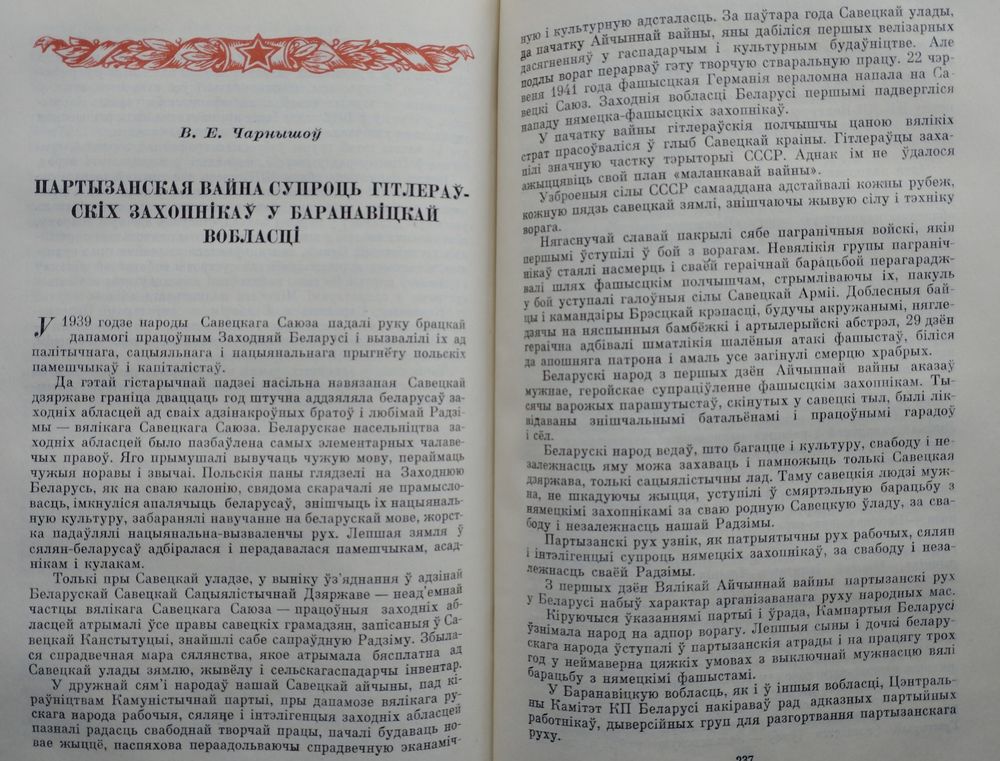 В. Е. Чарнышоў
ПАРТЫЗАНСКАЯ ВАЙНА СУПРОЦЬ ГІТЛЕРАЎ-
СКІХ ЗАХОПНІКАЎ У БАРАНАВІЦКАЙ
ВОБЛАСЦІ
У 1939 годзе народы Савецкага Саюза падалі руку брацкай
дапамогі працоўным Заходняй Беларусі і вызвалілі іх ад
палітычнага, сацыяльнага і нацыянальнага прыгнёту польскіх
памешчыкаў і капіталістаў.
Да гэтай гістарычнай падзеі насільна навязаная Савецкай
дзяржаве граніца дваццаць год штучна аддзяляла беларусаў за-
ходніх абласцей ад сваіх адзінакроўных братоў і любімай Радзі-
мы — вялікага Савецкага Саюза. Беларускае насельніцтва за-
ходніх абласцей было пазбаўлена самых элементарных чалаве-
чых правоў. Яго прымушалі вывучаць чужую мову, пераймаць
чужыя норавы і звычаі. Польскія паны глядзелі на Заходнюю
Беларусь, як на сваю калонію, свядома скарачалі яе прамысло-
васць, імкнуліся апалячыць беларусаў, знішчыць іх нацыяналь-
ную культуру, забаранялі навучанне на беларускай мове, жорст-
ка падаўлялі нацыянальна-вызваленчы рух. Лепшая зямля ў
сялян-беларусаў адбіралася і перадавалася памешчыкам, асад-
нікам і кулакам.
Толькі пры Савецкай уладзе, у выніку ўз'яднання ў адзінай
Беларускай Савецкай Сацыялістычнай Дзяржаве — неад'емнай
частцы вялікага Савецкага Саюза — працоўныя заходніх аб-
ласцей атрымалі ўсе правы савецкіх грамадзян, запісаныя ў Са-
вецкай Канстытуцыі, знайшлі сабе сапраўдную Радзіму. Збыла-
ся спрадвечная мара сялянства, якое атрымала бясплатна ад
Савецкай улады зямлю, жывёлу і сельскагаспадарчы інвентар.
У дружнай сям'і народаў нашай Савецкай айчыны, пад кі-
раўніцтвам Камуністычнай партыі, пры дапамозе вялікага ру-
скага народа рабочыя, сяляне і інтэлігенцыя заходніх абласцей
пазналі радасць свабоднай творчай працы, пачалі будаваць но-
вае жыццё, паспяхова пераадольваючы спрадвечную эканаміч-
ную і культурную адсталасць. За паўтара года Савецкай улады,
да пачатку Айчыннай вайны, яны дабіліся першых велізарных
дасягненняў у гаспадарчым і культурным будаўніцтве. Але
подлы вораг перарваў гэту творчую стваральную працу. 22 чэр-
веня 1941 года фашысцкая Германія вераломна напала на Са-
вецкі Саюз. Заходнія вобласці Беларусі першымі падвергліся
нападу нямецка-фашысцкіх захопнікаў.
У пачатку вайны гітлераўскія полчышчы цаною вялікіх
страт прасоўваліся ў глыб Савецкай краіны. Гітлераўцы заха-
пілі значную частку тэрыторыі СССР. Аднак ім не ўдалося
ажыццявіць свой план «маланкавай вайны».
Узброеныя сілы СССР самааддана адстайвалі кожны рубеж,
кожную пядзь савецкай зямлі, знішчаючы жывую сілу і тэхніку
ворага.
Нягаснучай славай пакрылі сябе пагранічныя войскі, якія
першымі ўступілі ў бой з ворагам. Невялікія групы пагранiч-
нікаў стаялі насмерць і сваёй гераічнай барацьбой перагарадж-
валі шлях фашысцкім полчышчам, стрымліваючы іх, пакуль
у бой уступалі галоўныя сілы Савецкай Арміі. Доблесныя бай-
цы і камандзіры Брэсцкай крэпасці, будучы акружанымі, нягле-
дзячы на няспынныя бамбёжкі і артылерыйскі абстрэл, 29 дзён
гераічна адбівалі шматлікія шалёныя атакі фашыстаў, біліся
да апошняга патрона і амаль усе загінулі смерцю храбрых.
Беларускі народ з першых дзён Айчыннай вайны аказаў
мужнае, геройскае супраціўленне фашысцкім захопнікам. Ты-
сячы варожых парашутыстаў, скінутых у савецкі тыл, былі лік-
відаваны знішчальнымі батальёнамі і працоўнымі гарадоў
і сёл.
Беларускі народ ведаў, што багацце і культуру, свабоду і не-
залежнасць яму можа захаваць і памножыць толькі Савецкая
дзяржава, толькі сацыялістычны лад. Таму савецкія людзі муж-
на, не шкадуючы жыцця, уступілі ў смяртэльную барацьбу з
нямецкімі захопнікамі за сваю родную Савецкую ўладу, за сва-
боду і незалежнасць нашай Радзімы.
Партызанскі рух узнік, як патрыятычны рух рабочых, сялян
і інтэлігенцыі супроць нямецкіх захопнікаў, за свабоду і неза-
лежнасць сваёй Радзімы.
З першых дзён Вялікай Айчыннай вайны партызанскі рух
у Беларусі набыў характар арганізаванага руху народных мас.
Кіруючыся ўказаннямі партыі і ўрада, Кампартыя Беларусі
ўзнімала народ на адпор ворагу. Лепшыя сыны і дочкі белару-
скага народа ўступалі ў партызанскія атрады і на працягу трох
год у неймаверна цяжкіх умовах з выключнай мужнасцю вялі
барацьбу з нямецкімі фашыстамі.
У Баранавіцкую вобласць, як і ў іншыя вобласці, Цэнтраль-
ны Камітэт КП Беларусі накіраваў рад адказных партыйных
работнікаў, дыверсійных груп для разгортвання партызанскага
руху.
237